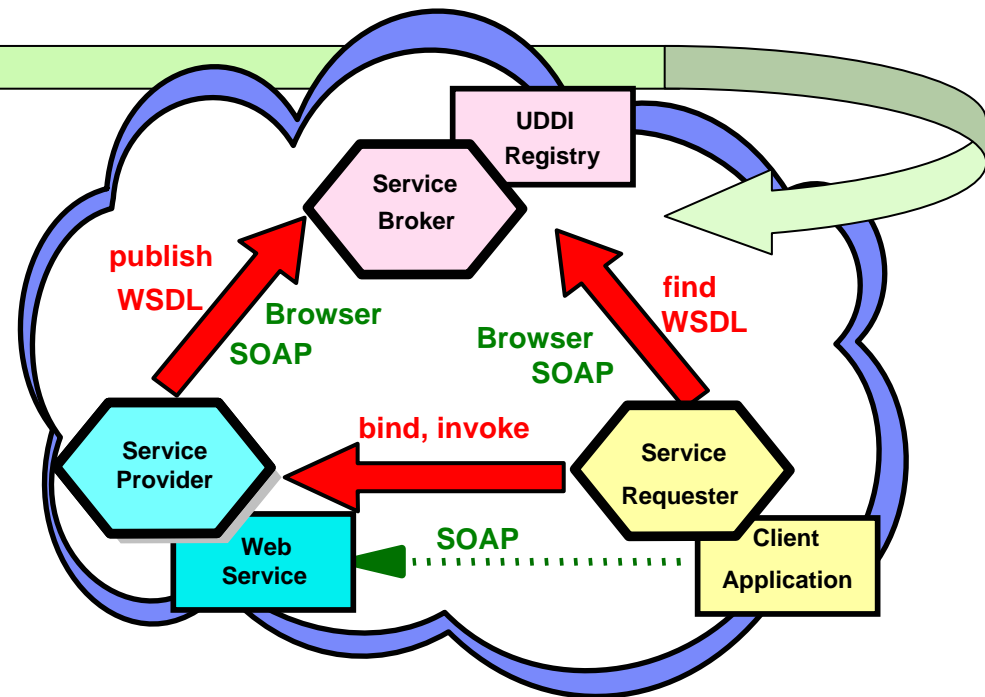 UDDI
Registry
Service
Broker
publish
WSDL
Browser
SOAP
find
WSDL
Browser
SOAP
bind, invoke
Service
Provider
Service
Requester
Web
Service
SOAP
Client
Application